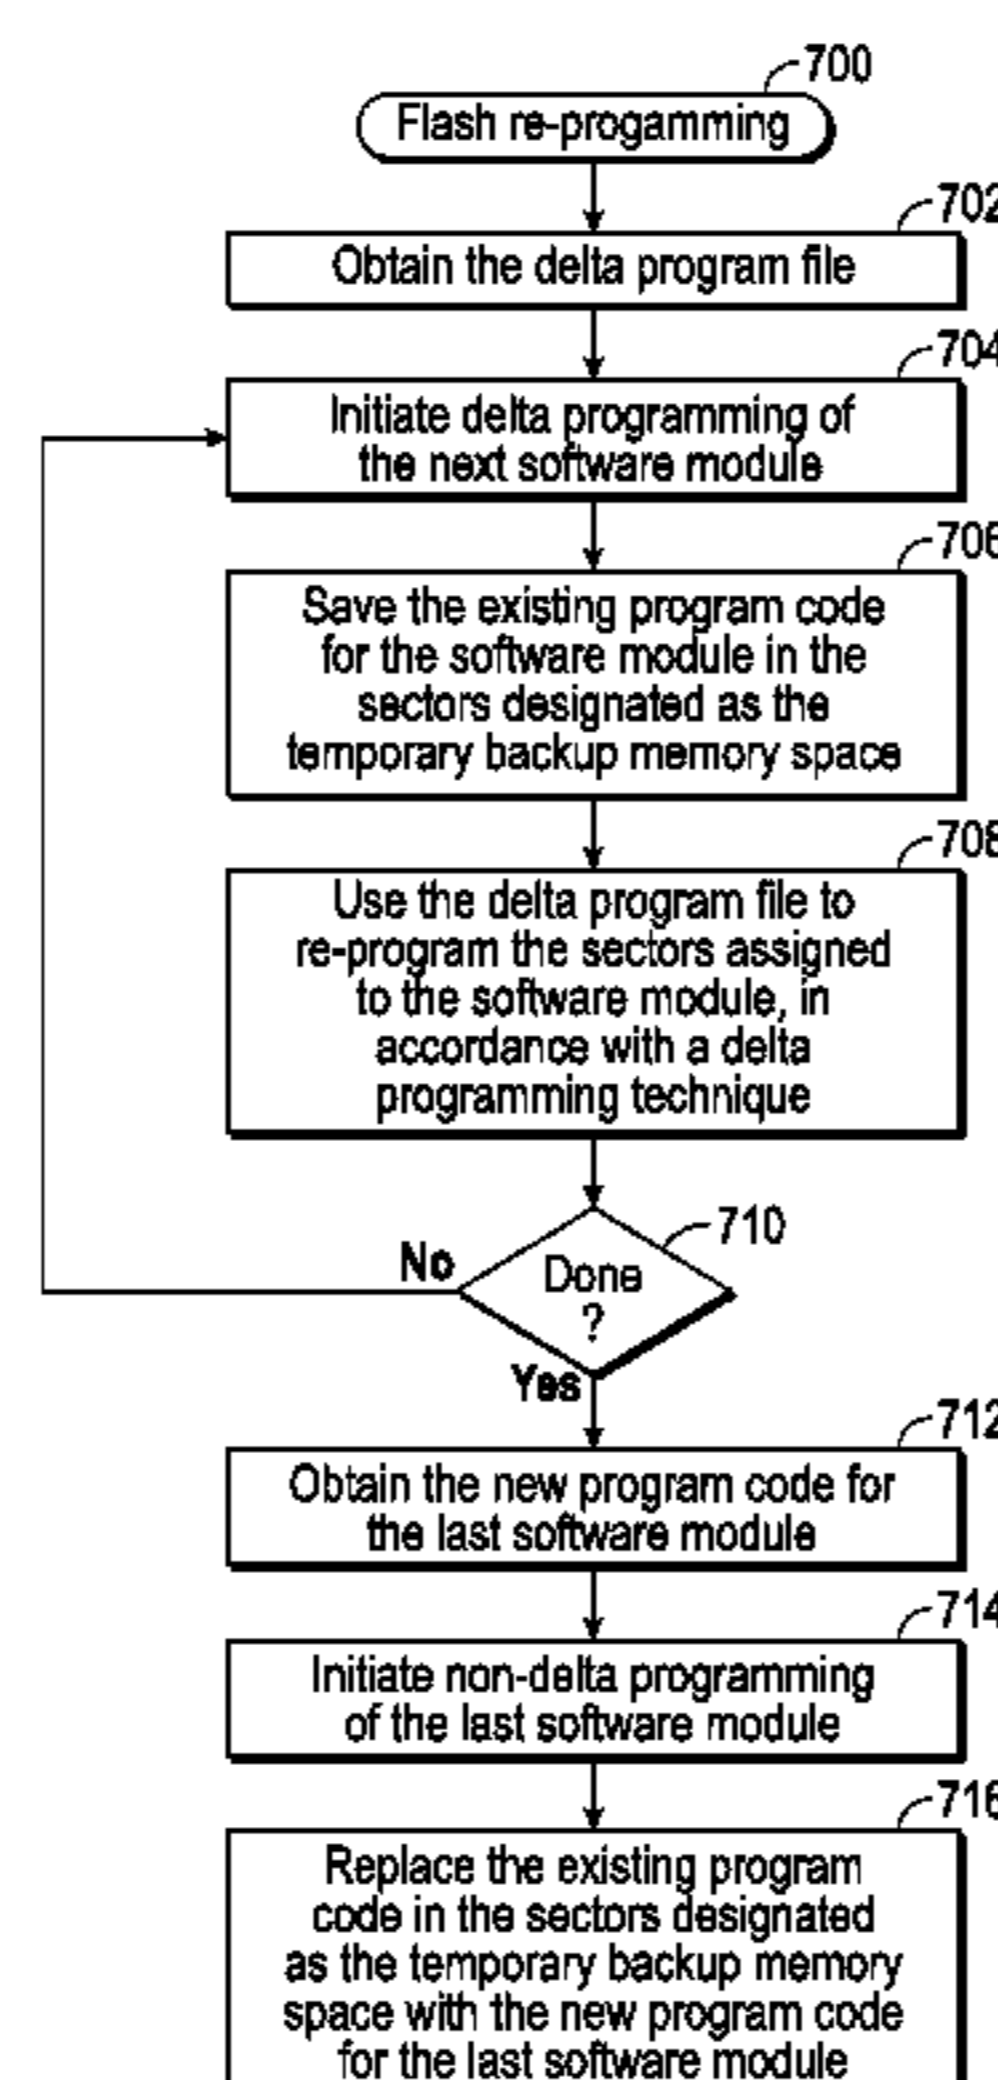 700
Flash re-progamming
702
Obtain the delta program file
704
Initiate delta programming of
the next software module
706
Save the existing program code
for the software module in the
sectors designated as the
temporary backup memory space
708
Use the delta program file to
re-program the sectors assigned
to the software module, in
accordance with a delta
programming technique
710
No
Done
?
Yes
712
Obtain the new program code for
the last software module
714
Initiate non-delta programming
of the last software module
716
Replace the existing program
code in the sectors designated
as the temporary backup memory
space with the new program code
for the last software module